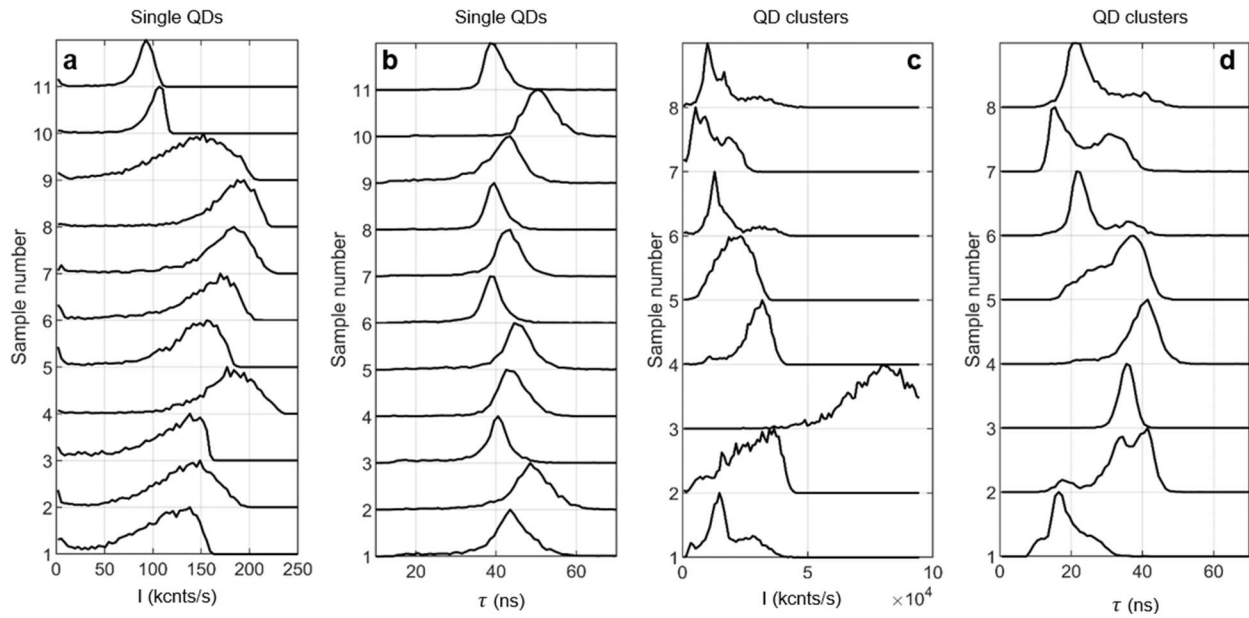 Single QDs
Single QDs
QD clusters
QD clusters
a
b
c
d
Sample number
11
10
9
8
7
6
5
4
3
2
1
0 50 100 150 200 250
I (kcnts/s)
Sample number
11
10
9
8
7
6
5
4
3
2
1
20 40 60
τ (ns)
Sample number
8
7
6
5
4
3
2
1
0 5 10
I (kcnts/s)
×10⁴
Sample number
8
7
6
5
4
3
2
1
0 20 40 60
τ (ns)